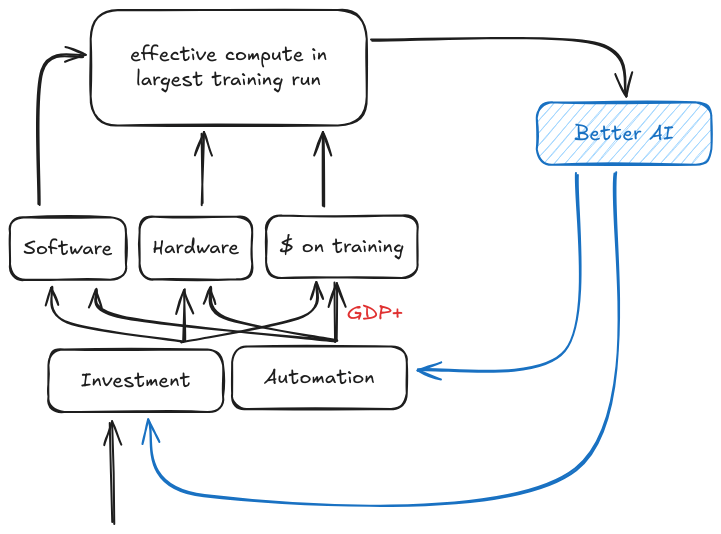 effective compute in
largest training run
Better AI
Software
Hardware
$ on training
GDP+
Investment
Automation